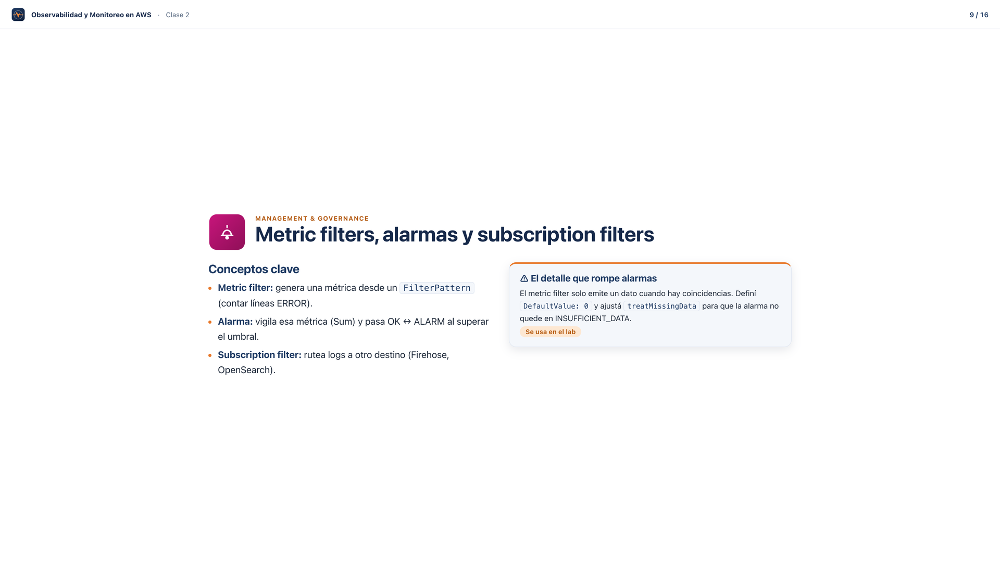 Observabilidad y Monitoreo en AWS · Clase 2
9 / 16
MANAGEMENT & GOVERNANCE
Metric filters, alarmas y subscription filters
Conceptos clave
Metric filter: genera una métrica desde un FilterPattern
(contar líneas ERROR).
Alarma: vigila esa métrica (Sum) y pasa OK ↔ ALARM al superar
el umbral.
Subscription filter: rutea logs a otro destino (Firehose,
OpenSearch).
⚠ El detalle que rompe alarmas
El metric filter solo emite un dato cuando hay coincidencias. Definí
DefaultValue: 0 y ajustá treatMissingData para que la alarma no
quede en INSUFFICIENT_DATA.
Se usa en el lab